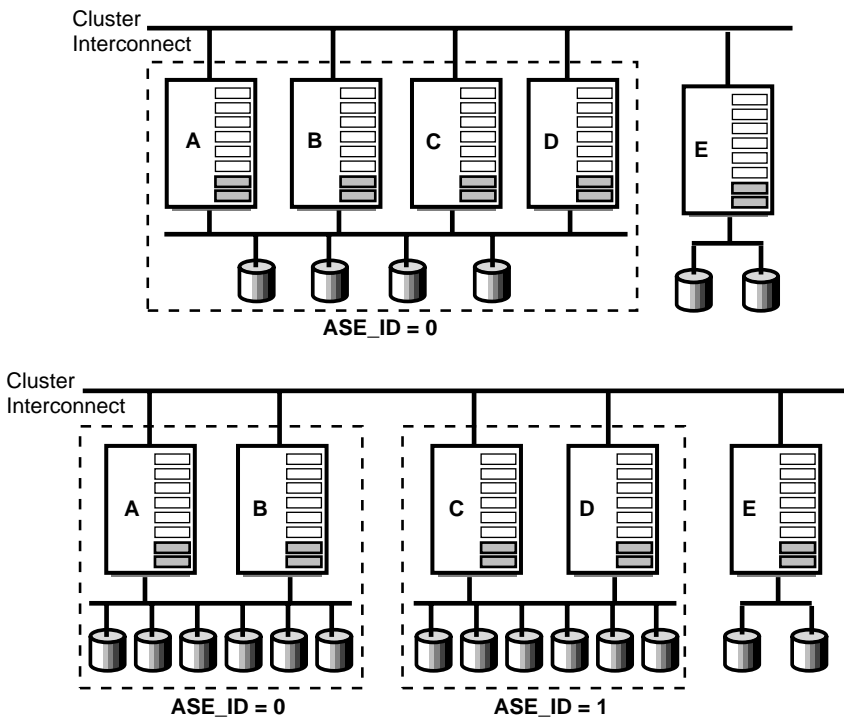 Cluster
Interconnect
A
B
C
D
E
ASE_ID = 0
Cluster
Interconnect
A
B
C
D
E
ASE_ID = 0
ASE_ID = 1